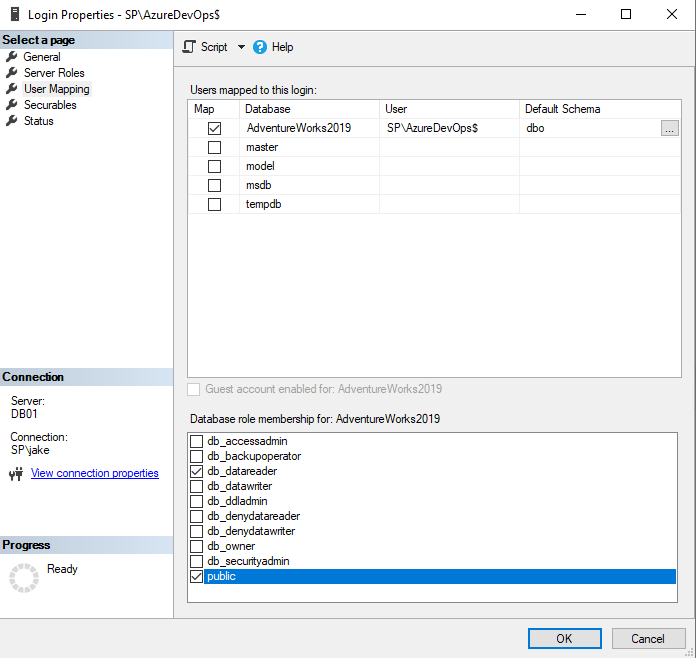 Login Properties - SP\AzureDevOps$
Select a page
General
Server Roles
User Mapping
Securables
Status
Connection
Server:
DB01
Connection:
SP\jake
View connection properties
Progress
Ready
Script Help
Users mapped to this login:
Map Database User Default Schema
AdventureWorks2019 SP\AzureDevOps$ dbo ...
master
model
msdb
tempdb
Guest account enabled for: AdventureWorks2019
Database role membership for: AdventureWorks2019
db_accessadmin
db_backupoperator
db_datareader
db_datawriter
db_ddladmin
db_denydatareader
db_denydatawriter
db_owner
db_securityadmin
public
OK Cancel